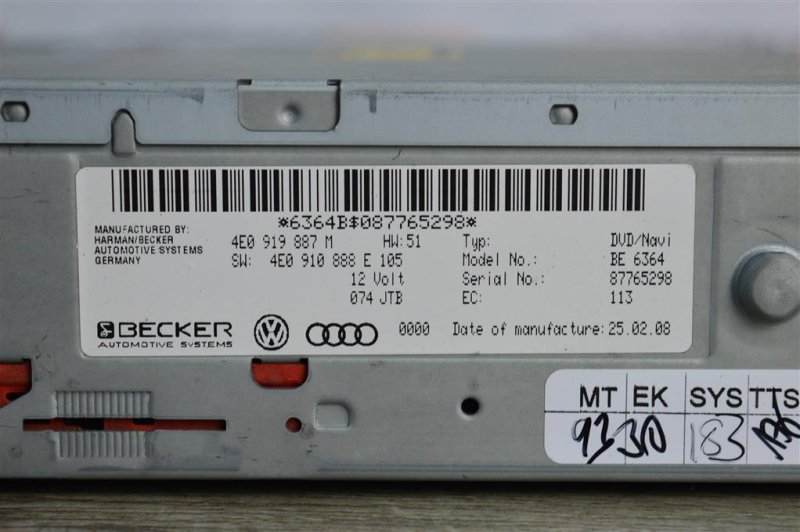 *6364B$087765298*
MANUFACTURED BY:
HARMAN/BECKER
AUTOMOTIVE SYSTEMS
GERMANY
4E0 919 887 M HW:51
SW: 4E0 910 888 E 105
12 Volt
074 JTB
Typ: DVD/Navi
Model No.: BE 6364
Serial No.: 87765298
EC: 113
BECKER
AUTOMOTIVE SYSTEMS
0000 Date of manufacture: 25.02.08
MT EK SYS TTS
183